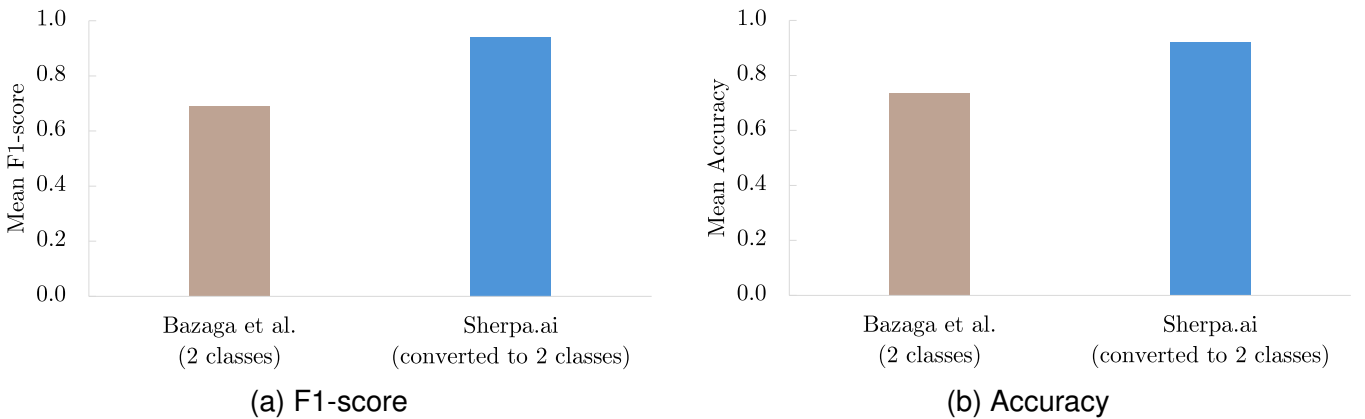 Mean F1-score
1.0
0.8
0.6
0.4
0.2
0.0
Bazaga et al.
(2 classes)
Sherpa.ai
(converted to 2 classes)
(a) F1-score
Mean Accuracy
1.0
0.8
0.6
0.4
0.2
0.0
Bazaga et al.
(2 classes)
Sherpa.ai
(converted to 2 classes)
(b) Accuracy